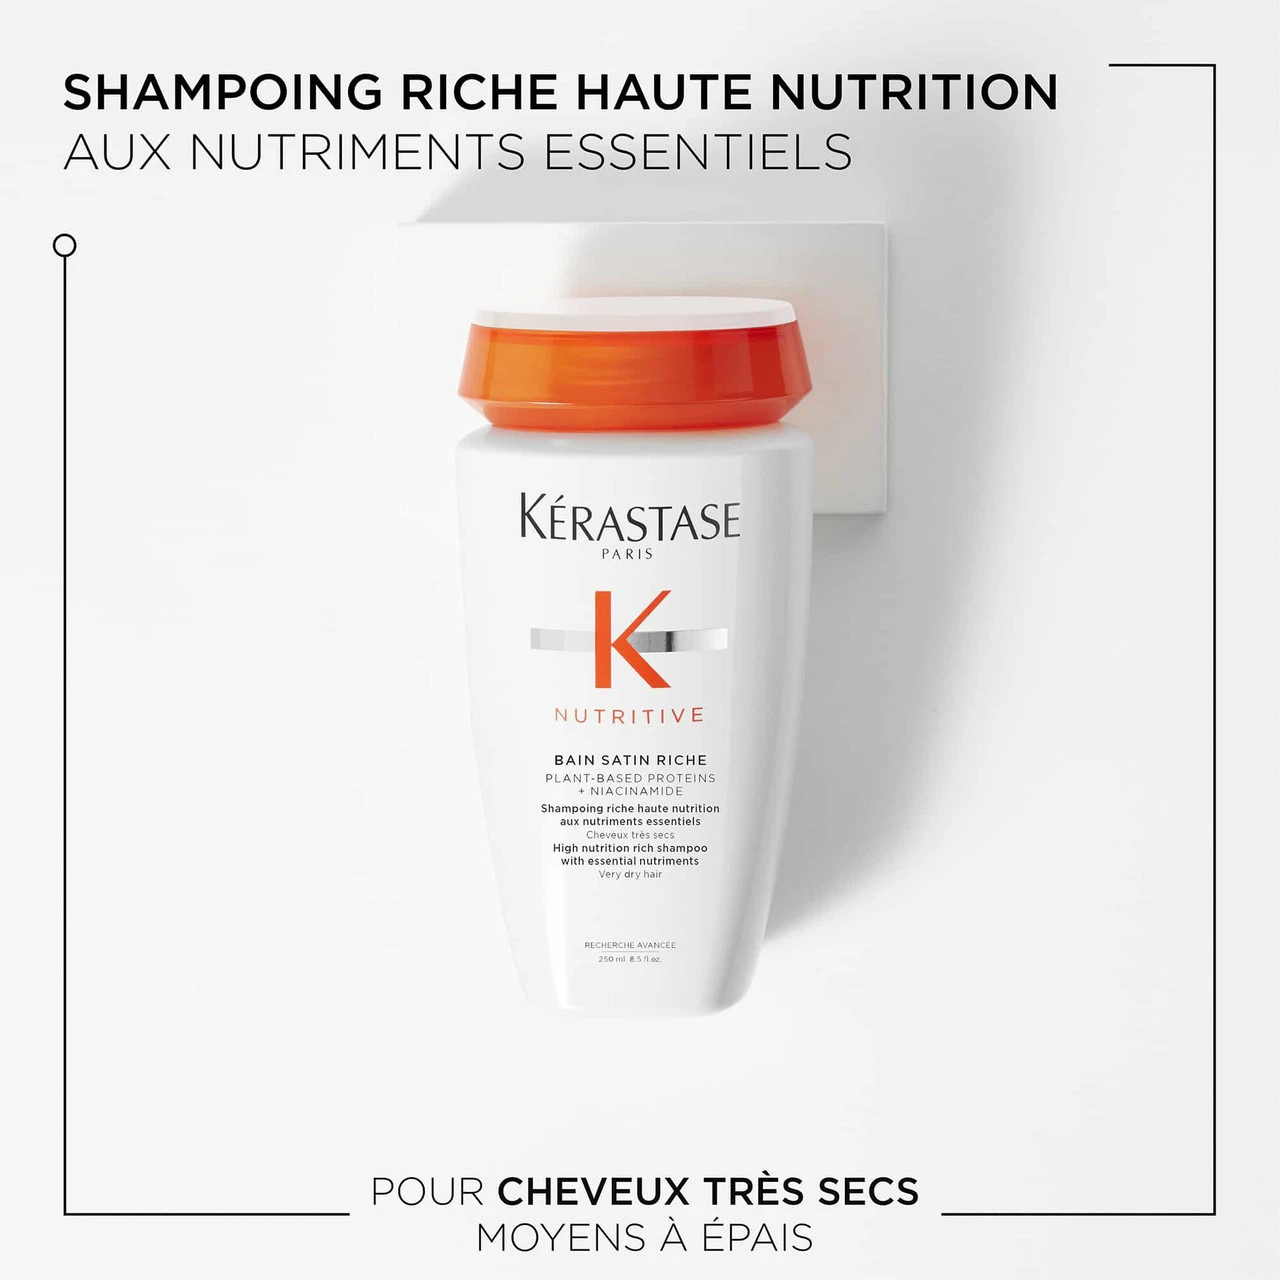 SHAMPOING RICHE HAUTE NUTRITION
AUX NUTRIMENTS ESSENTIELS
KÉRASTASE
PARIS
K
NUTRITIVE
BAIN SATIN RICHE
PLANT-BASED PROTEINS
+ NIACINAMIDE
Shampoing riche haute nutrition
aux nutriments essentiels
Cheveux très secs
High nutrition rich shampoo
with essential nutriments
Very dry hair
RECHERCHE AVANCÉE
250 ml 8.5 fl.oz.
POUR CHEVEUX TRÈS SECS
MOYENS À ÉPAIS